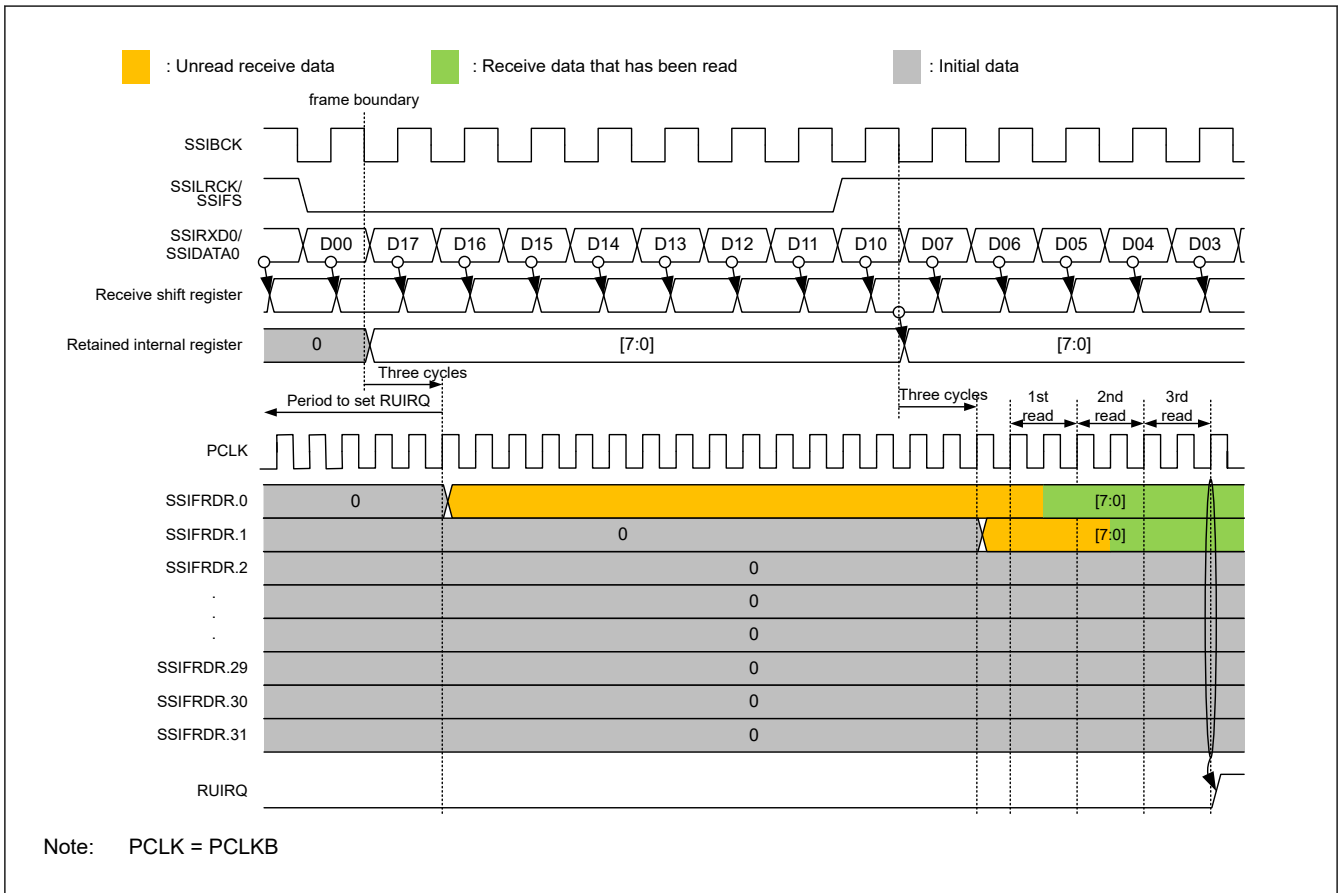 : Unread receive data
: Receive data that has been read
: Initial data
frame boundary
SSIBCK
SSILRCK/
SSIFS
SSIRXD0/
SSIDATA0
D00 D17 D16 D15 D14 D13 D12 D11 D10 D07 D06 D05 D04 D03
Receive shift register
Retained internal register
0 [7:0] [7:0]
Three cycles
Three cycles
Period to set RUIRQ
1st
read
2nd
read
3rd
read
PCLK
SSIFRDR.0 0 [7:0]
SSIFRDR.1 0 [7:0]
SSIFRDR.2 0
. 0
.
. 0
SSIFRDR.29 0
SSIFRDR.30 0
SSIFRDR.31 0
RUIRQ
Note: PCLK = PCLKB